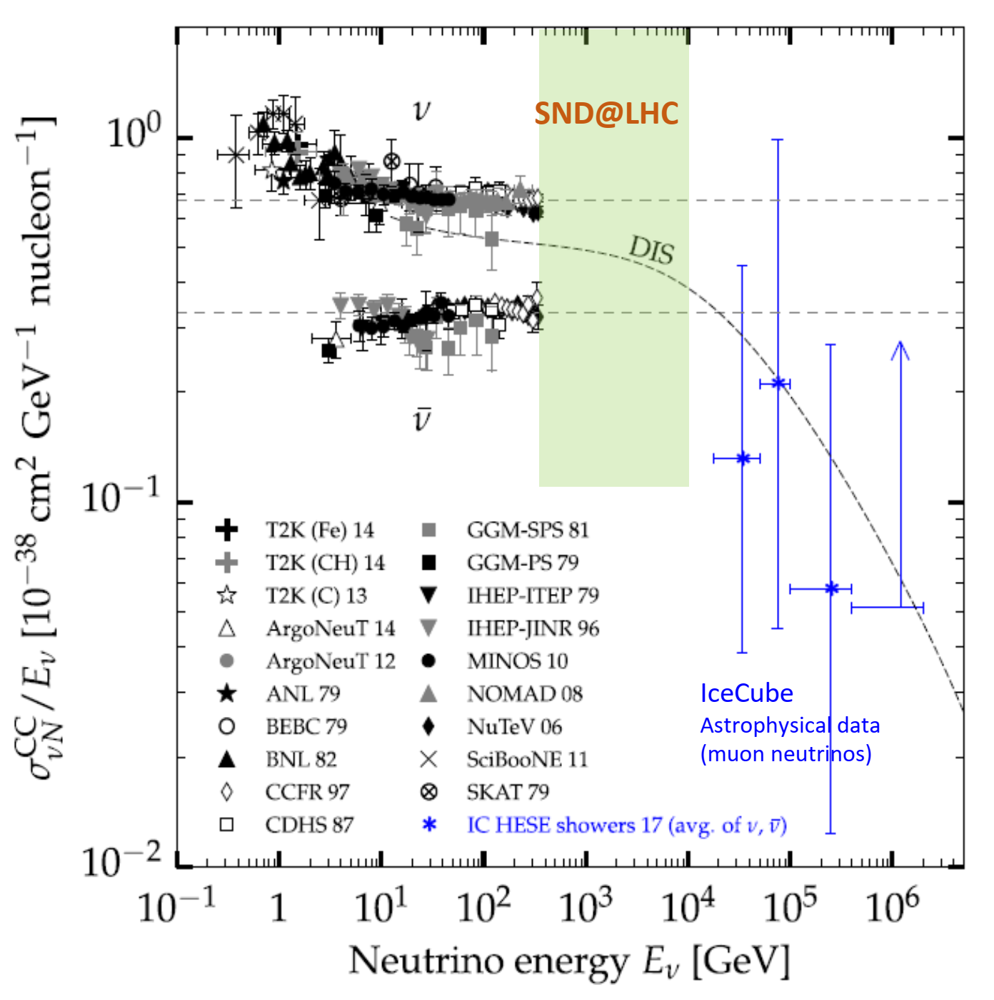 σ^CC_νN / E_ν [10^−38 cm^2 GeV^−1 nucleon^−1]
10^0
10^−1
10^−2
ν
SND@LHC
DIS
ν̄
T2K (Fe) 14
T2K (CH) 14
T2K (C) 13
ArgoNeuT 14
ArgoNeuT 12
ANL 79
BEBC 79
BNL 82
CCFR 97
CDHS 87
GGM-SPS 81
GGM-PS 79
IHEP-ITEP 79
IHEP-JINR 96
MINOS 10
NOMAD 08
NuTeV 06
SciBooNE 11
SKAT 79
IC HESE showers 17 (avg. of ν, ν̄)
IceCube
Astrophysical data
(muon neutrinos)
10^−1 1 10^1 10^2 10^3 10^4 10^5 10^6
Neutrino energy E_ν [GeV]